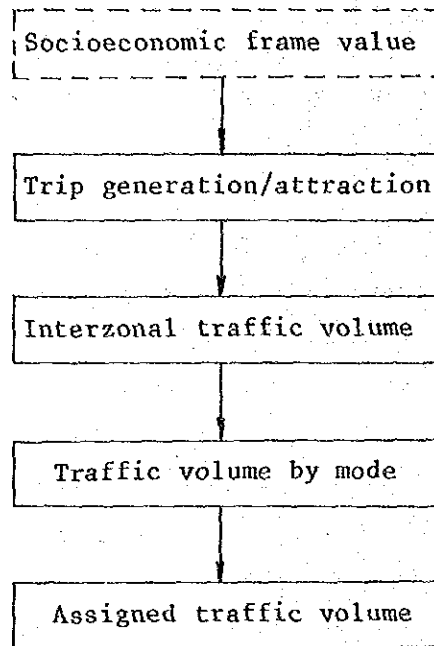 Socioeconomic frame value
Trip generation/attraction
Interzonal traffic volume
Traffic volume by mode
Assigned traffic volume